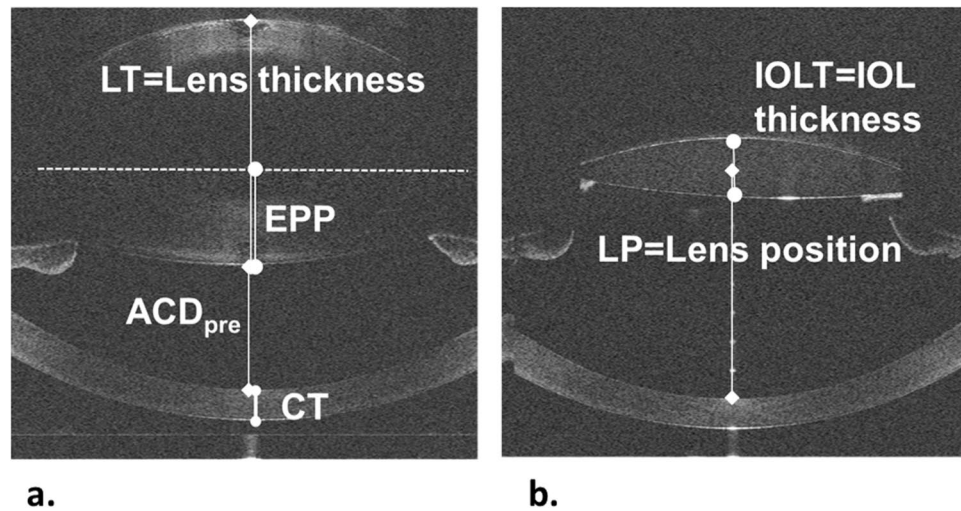 LT=Lens thickness
EPP
ACDpre
CT
a.
IOLT=IOL
thickness
LP=Lens position
b.